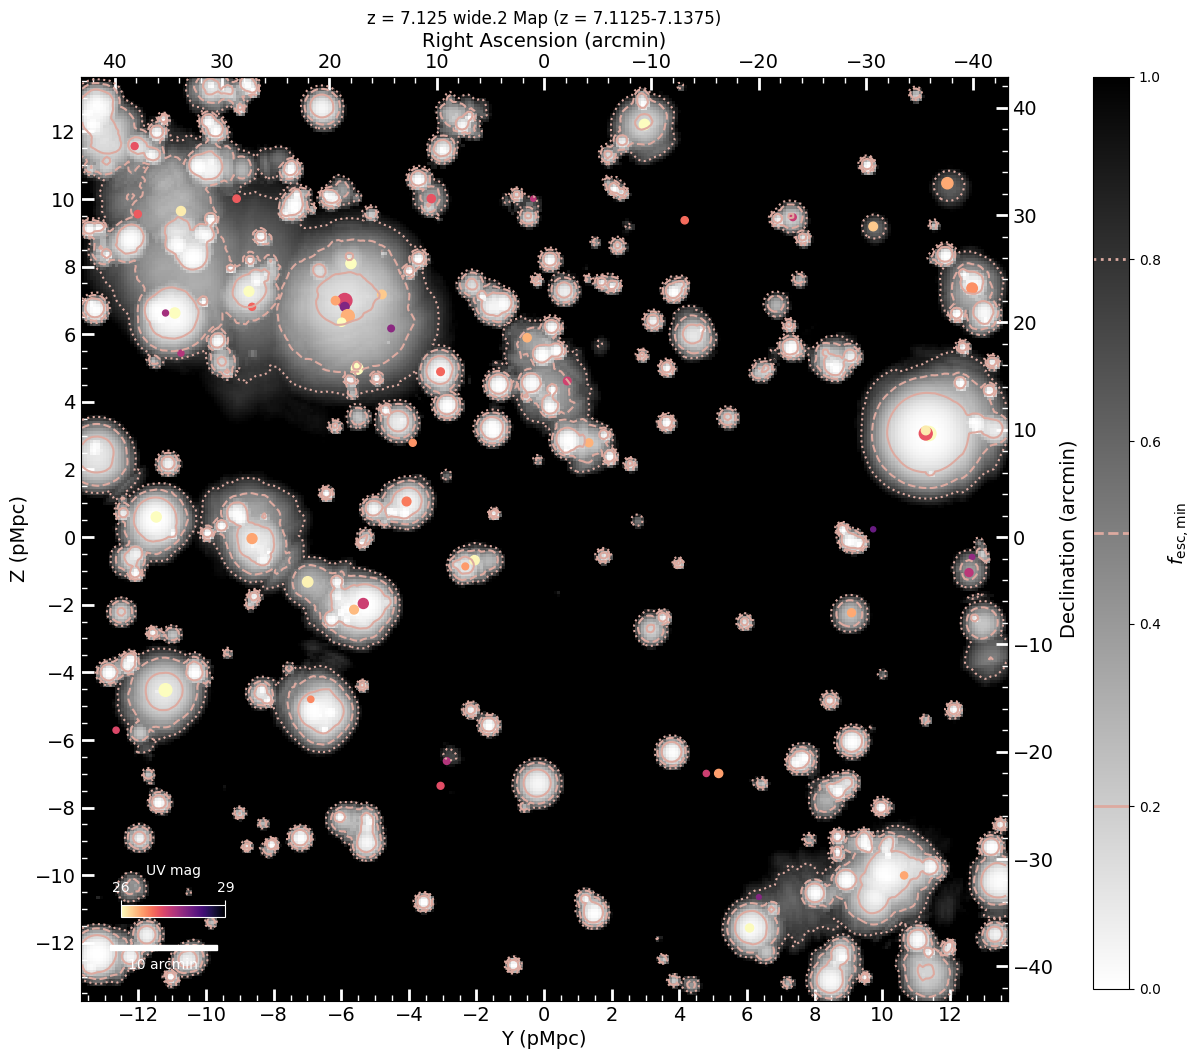 z = 7.125 wide.2 Map (z = 7.1125-7.1375)
Right Ascension (arcmin)
40 30 20 10 0 −10 −20 −30 −40
12 10 8 6 4 2 0 −2 −4 −6 −8 −10 −12
Z (pMpc)
40 30 20 10 0 −10 −20 −30 −40
Declination (arcmin)
1.0 0.8 0.6 0.4 0.2 0.0
fesc,min
UV mag
26 29
10 arcmin
−12 −10 −8 −6 −4 −2 0 2 4 6 8 10 12
Y (pMpc)